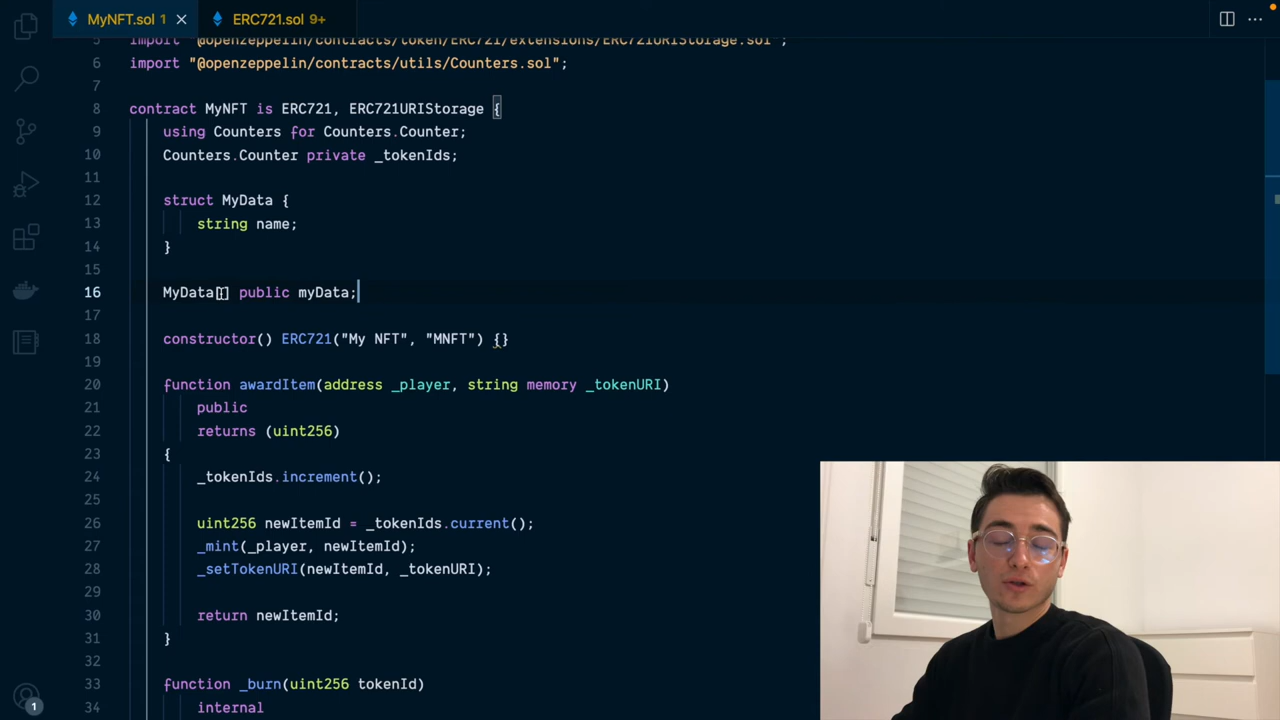 MyNFT.sol 1
ERC721.sol 9+
5 import "@openzeppelin/contracts/token/ERC721/extensions/ERC721URIStorage.sol";
6 import "@openzeppelin/contracts/utils/Counters.sol";
7
8 contract MyNFT is ERC721, ERC721URIStorage {
9 using Counters for Counters.Counter;
10 Counters.Counter private _tokenIds;
11
12 struct MyData {
13 string name;
14 }
15
16 MyData[] public myData;
17
18 constructor() ERC721("My NFT", "MNFT") {}
19
20 function awardItem(address _player, string memory _tokenURI)
21 public
22 returns (uint256)
23 {
24 _tokenIds.increment();
25
26 uint256 newItemId = _tokenIds.current();
27 _mint(_player, newItemId);
28 _setTokenURI(newItemId, _tokenURI);
29
30 return newItemId;
31 }
32
33 function _burn(uint256 tokenId)
34 internal
1